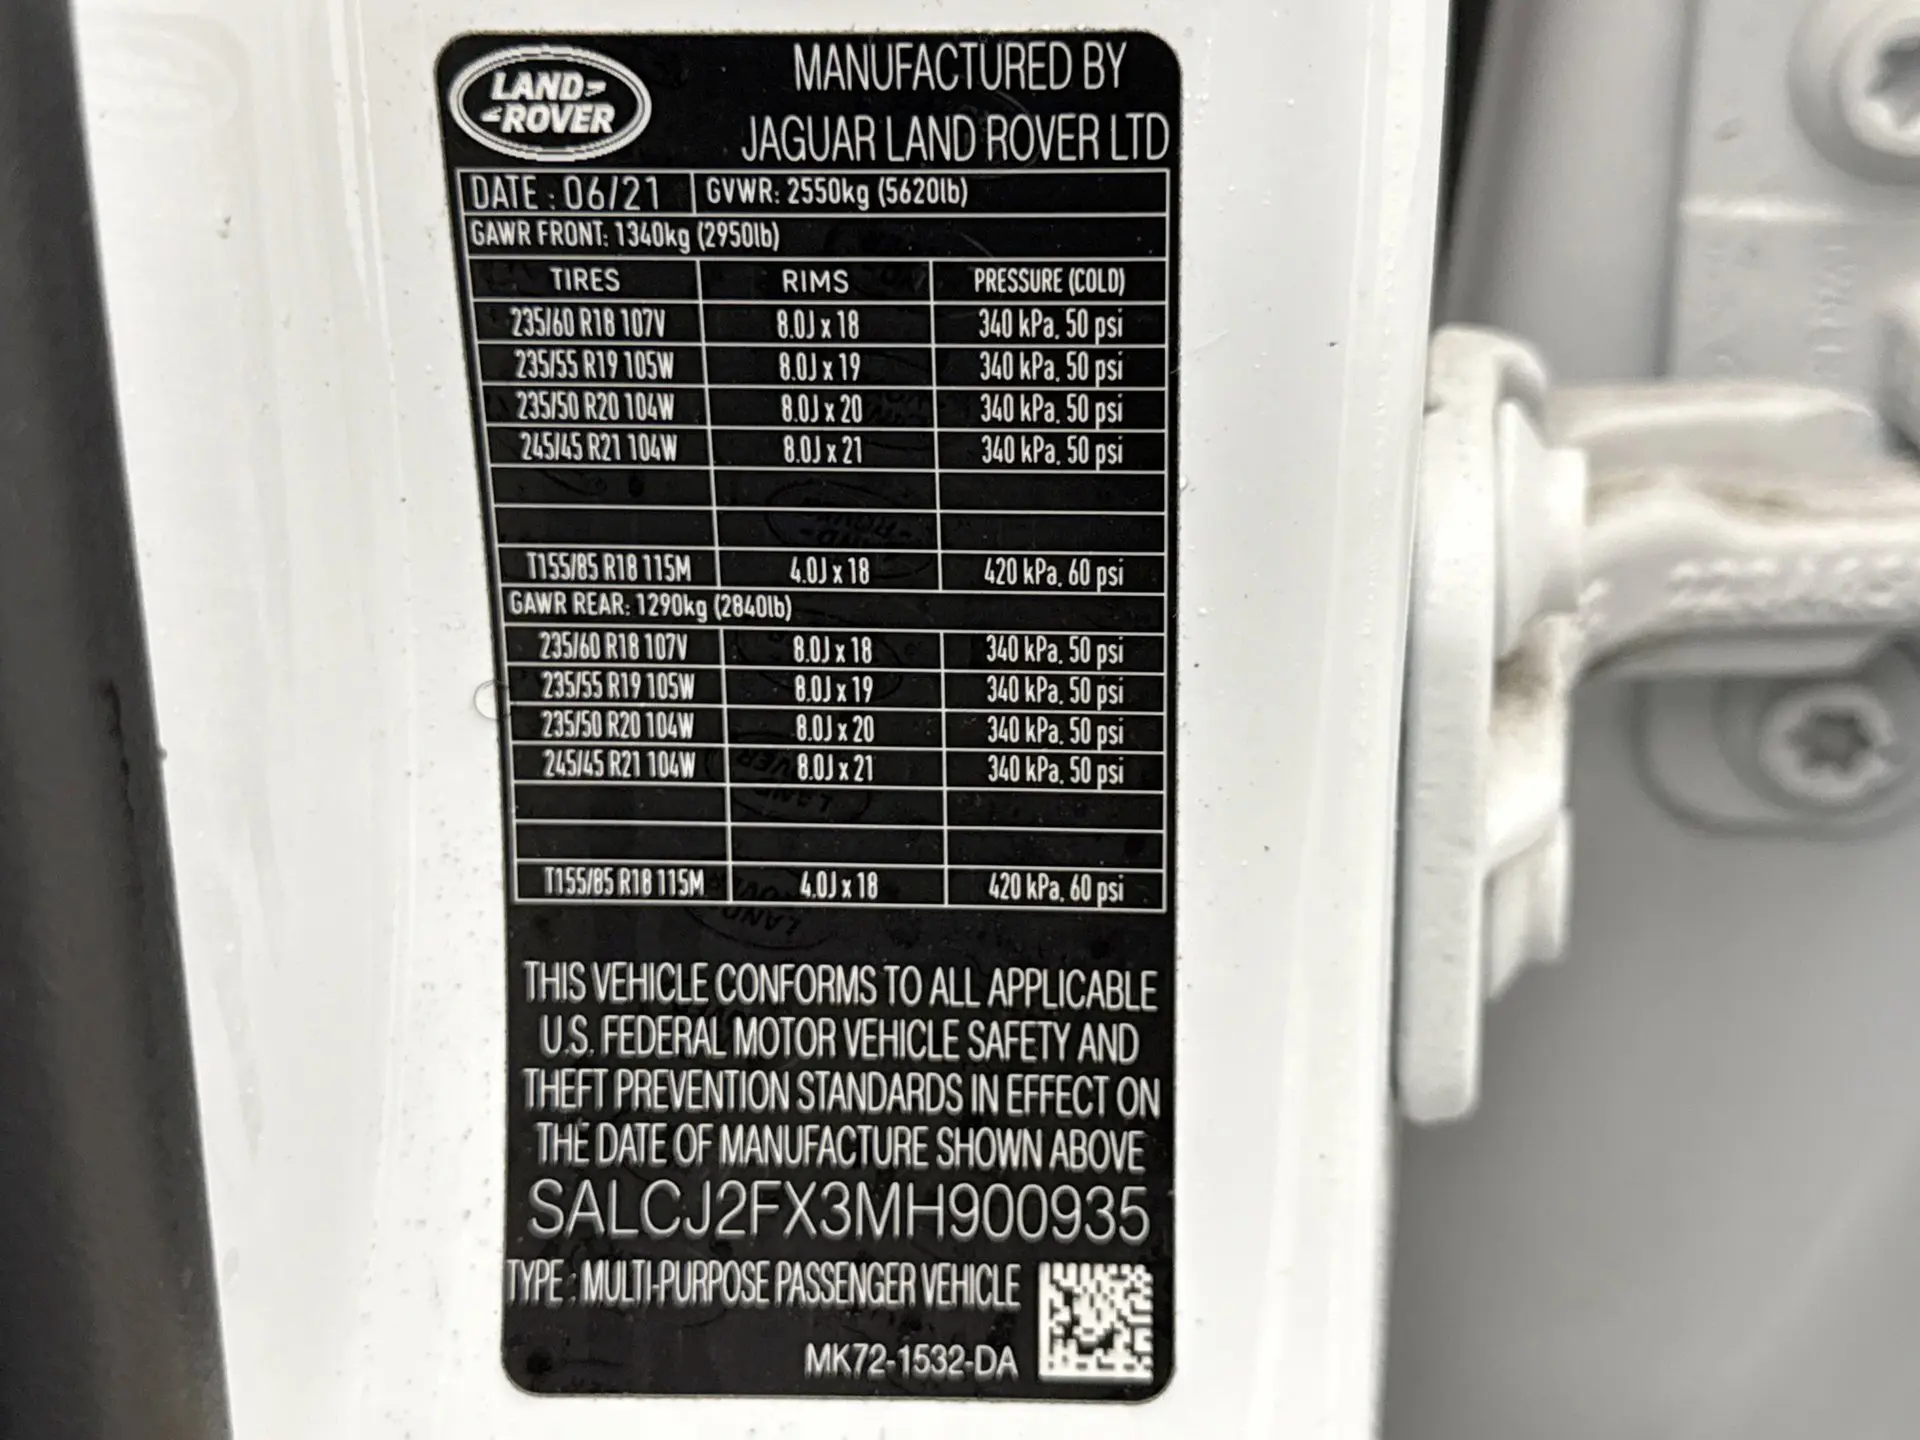 LAND
ROVER
MANUFACTURED BY
JAGUAR LAND ROVER LTD
DATE : 06/21 GVWR: 2550kg (5620lb)
GAWR FRONT: 1340kg (2950lb)
TIRES RIMS PRESSURE (COLD)
235/60 R18 107V 8.0J x 18 340 kPa. 50 psi
235/55 R19 105W 8.0J x 19 340 kPa. 50 psi
235/50 R20 104W 8.0J x 20 340 kPa. 50 psi
245/45 R21 104W 8.0J x 21 340 kPa. 50 psi
T155/85 R18 115M 4.0J x 18 420 kPa. 60 psi
GAWR REAR: 1290kg (2840lb)
235/60 R18 107V 8.0J x 18 340 kPa. 50 psi
235/55 R19 105W 8.0J x 19 340 kPa. 50 psi
235/50 R20 104W 8.0J x 20 340 kPa. 50 psi
245/45 R21 104W 8.0J x 21 340 kPa. 50 psi
T155/85 R18 115M 4.0J x 18 420 kPa. 60 psi
THIS VEHICLE CONFORMS TO ALL APPLICABLE
U.S. FEDERAL MOTOR VEHICLE SAFETY AND
THEFT PREVENTION STANDARDS IN EFFECT ON
THE DATE OF MANUFACTURE SHOWN ABOVE
SALCJ2FX3MH900935
TYPE : MULTI-PURPOSE PASSENGER VEHICLE
MK72-1532-DA